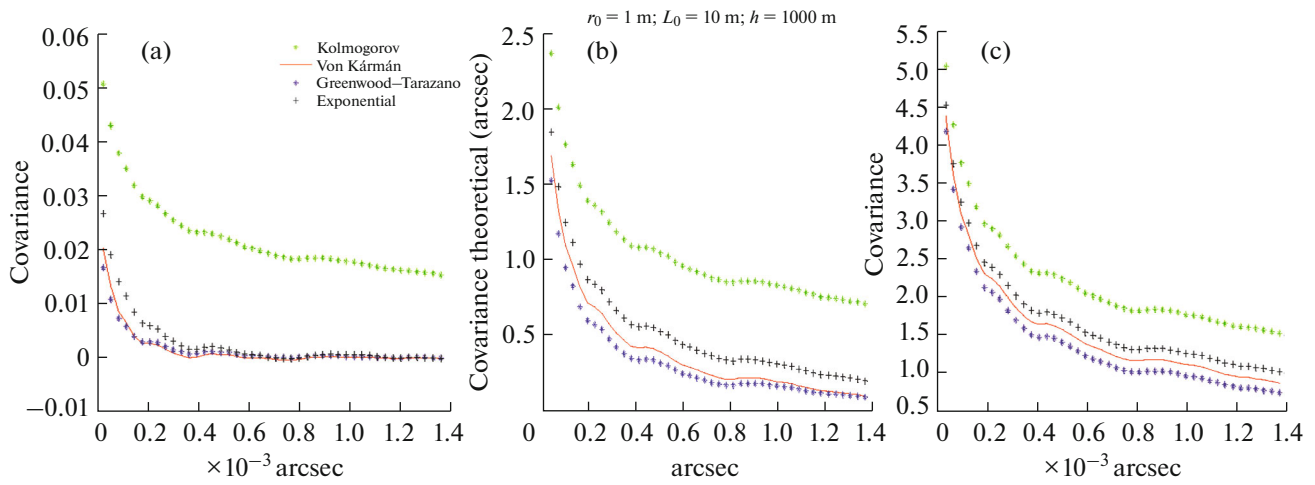 r₀ = 1 m; L₀ = 10 m; h = 1000 m
(a)
Covariance
0.06
0.05
0.04
0.03
0.02
0.01
0
−0.01
Kolmogorov
Von Kármán
Greenwood–Tarazano
Exponential
0 0.2 0.4 0.6 0.8 1.0 1.2 1.4
×10⁻³ arcsec
(b)
Covariance theoretical (arcsec)
2.5
2.0
1.5
1.0
0.5
0 0.2 0.4 0.6 0.8 1.0 1.2 1.4
arcsec
(c)
Covariance
5.0
4.5
4.0
3.5
3.0
2.5
2.0
1.5
1.0
0.5
0 0.2 0.4 0.6 0.8 1.0 1.2 1.4
×10⁻³ arcsec